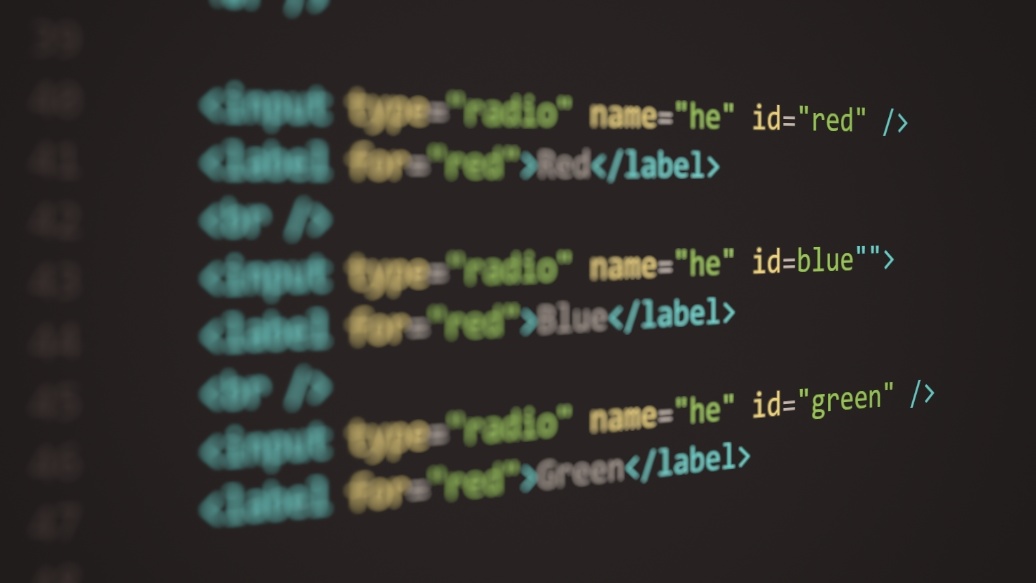 39
40
<input type="radio" name="he" id="red" />
41
<label for="red">Red</label>
42
<br />
43
<input type="radio" name="he" id=blue"">
44
<label for="red">Blue</label>
45
<br />
46
<input type="radio" name="he" id="green" />
47
<label for="red">Green</label>